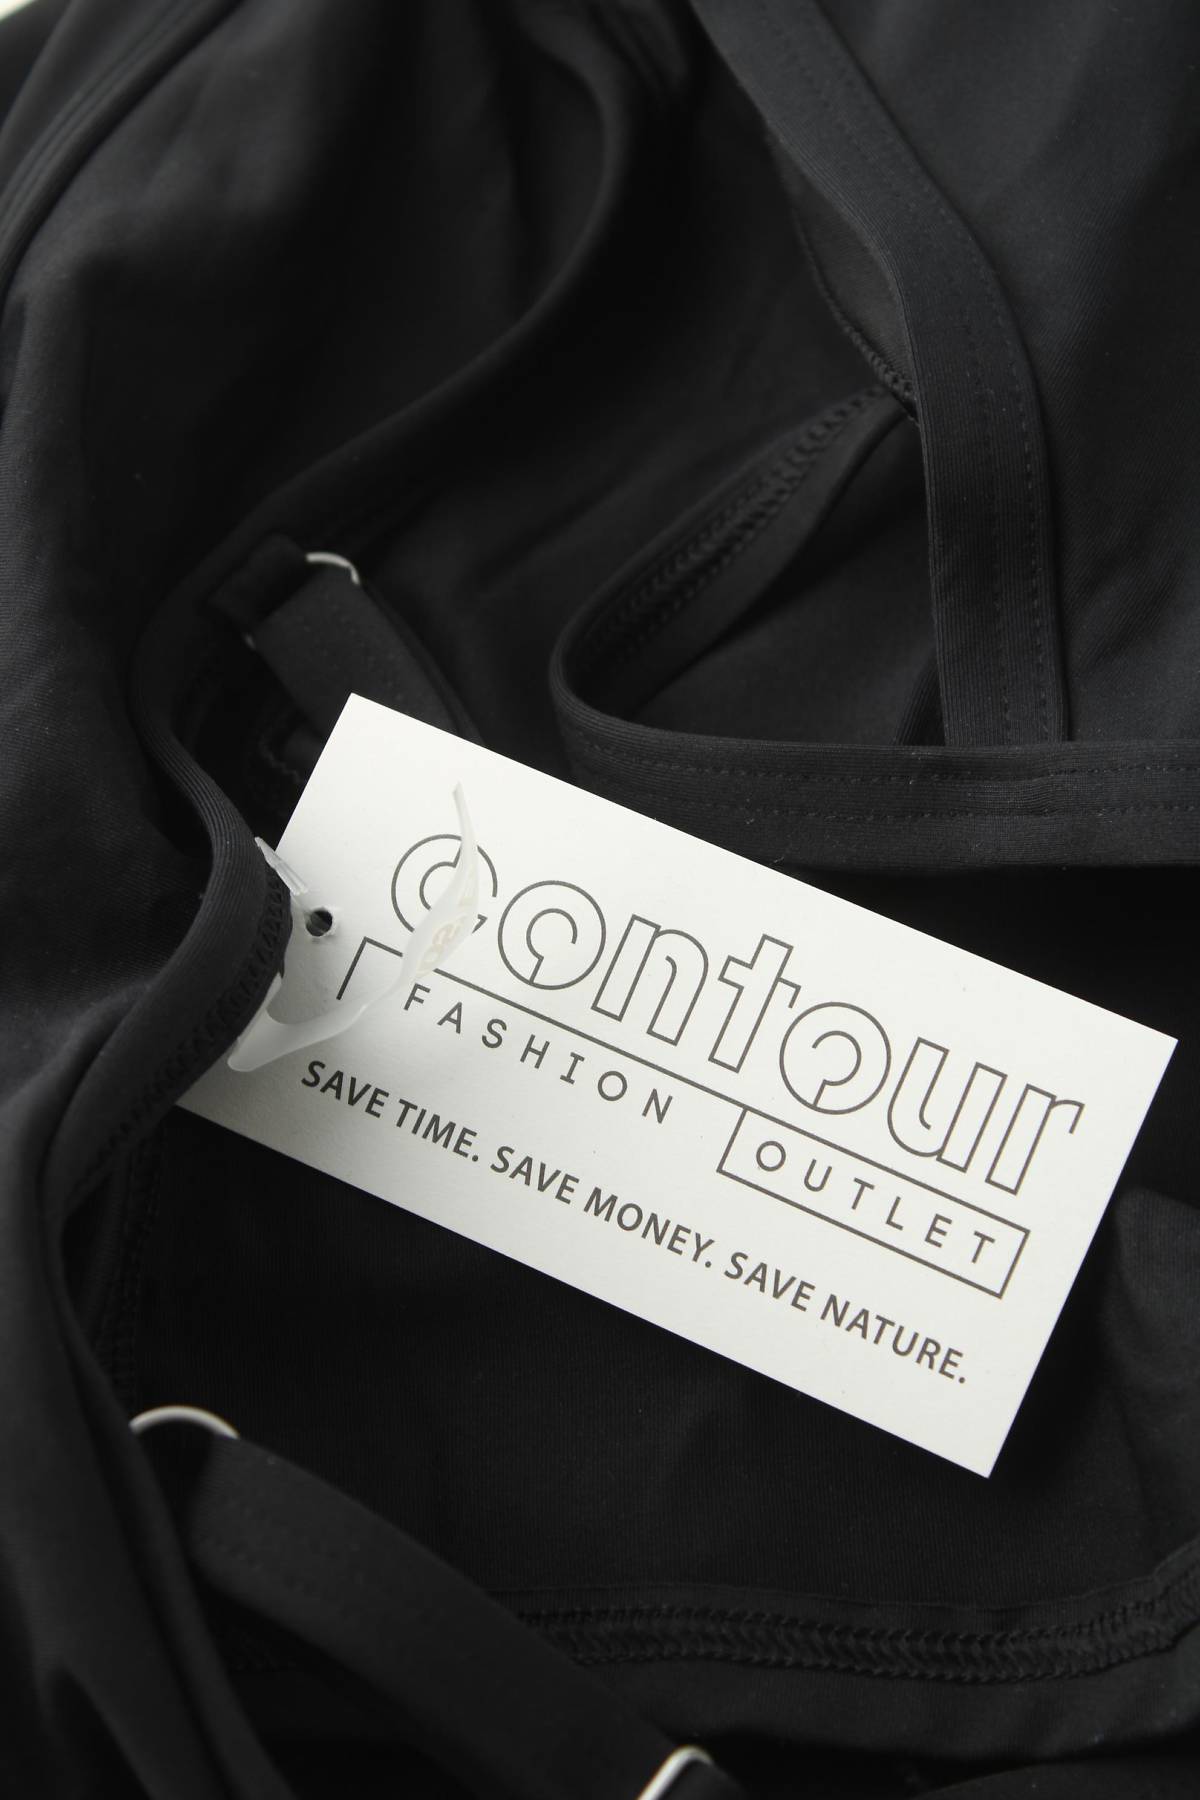 contour
FASHION
OUTLET
SAVE TIME. SAVE MONEY. SAVE NATURE.